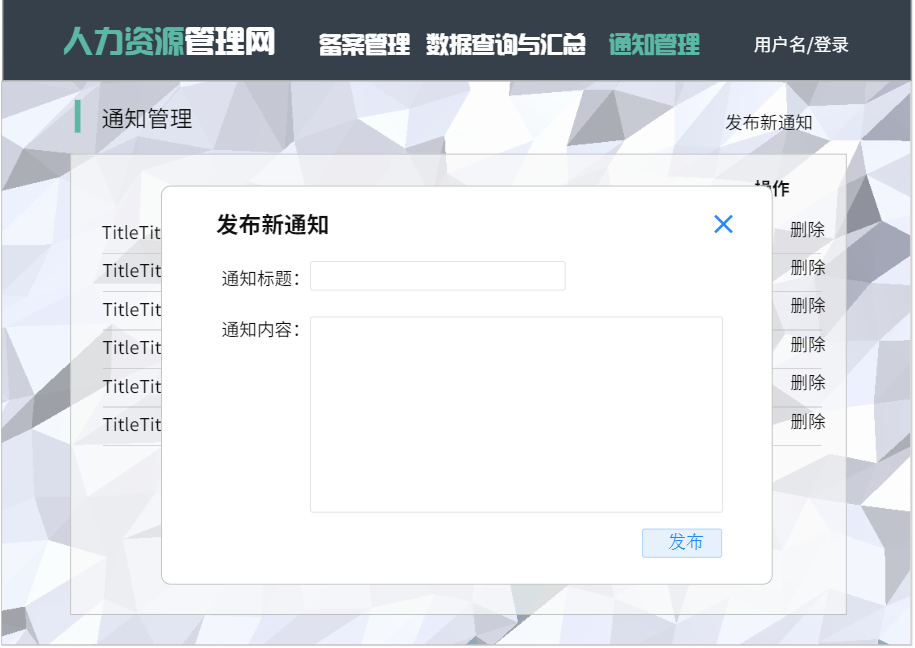 人力资源管理网 备案管理 数据查询与汇总 通知管理 用户名/登录
通知管理
发布新通知
操作
发布新通知
TitleTit 删除
通知标题：
TitleTit 删除
TitleTit 删除
通知内容：
TitleTit 删除
TitleTit 删除
TitleTit 删除
发布